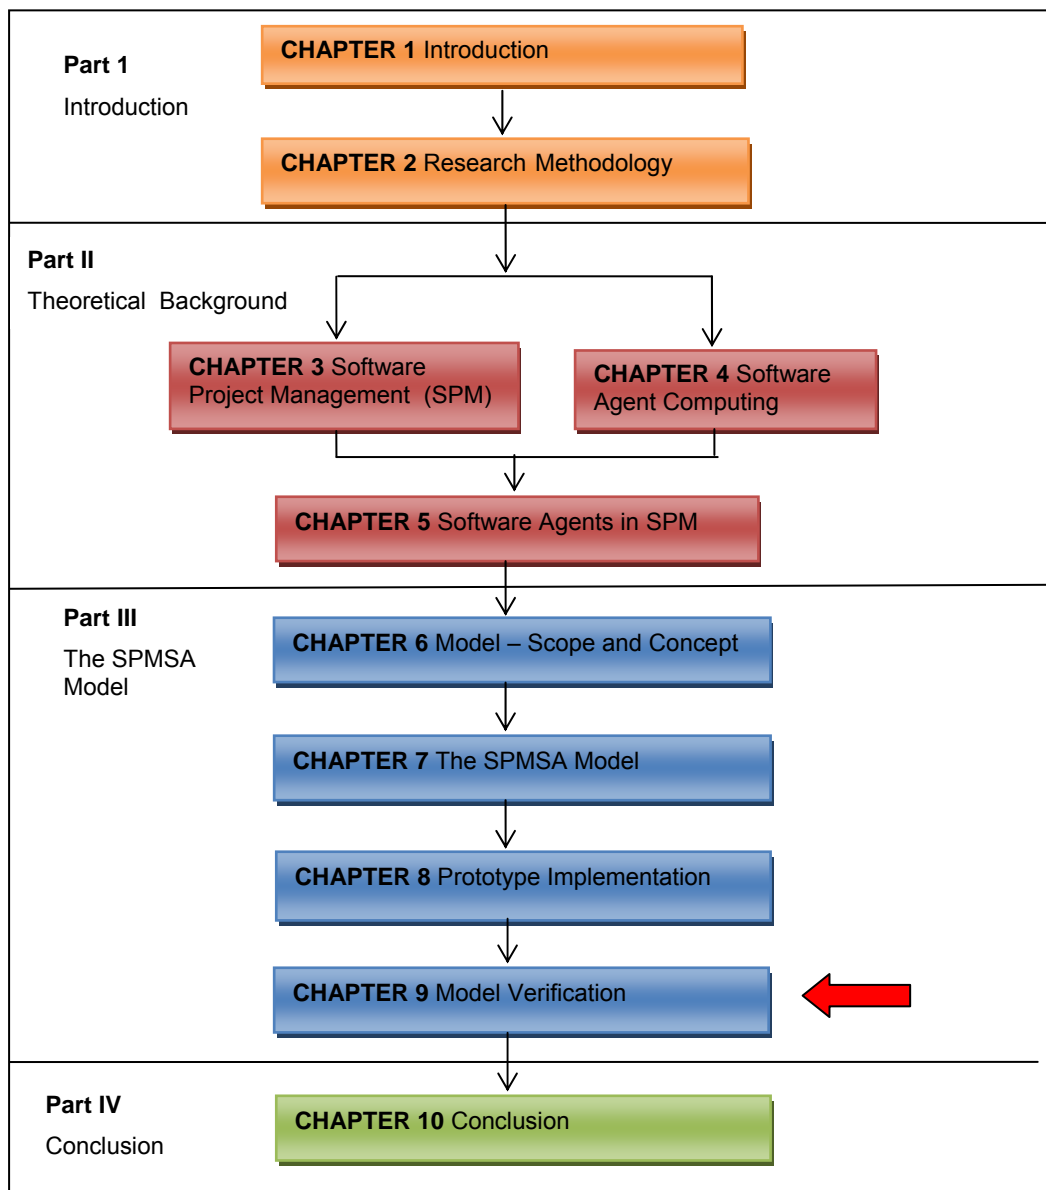 Part 1
Introduction
CHAPTER 1 Introduction
CHAPTER 2 Research Methodology
Part II
Theoretical Background
CHAPTER 3 Software
Project Management (SPM)
CHAPTER 4 Software
Agent Computing
CHAPTER 5 Software Agents in SPM
Part III
The SPMSA
Model
CHAPTER 6 Model – Scope and Concept
CHAPTER 7 The SPMSA Model
CHAPTER 8 Prototype Implementation
CHAPTER 9 Model Verification
Part IV
Conclusion
CHAPTER 10 Conclusion